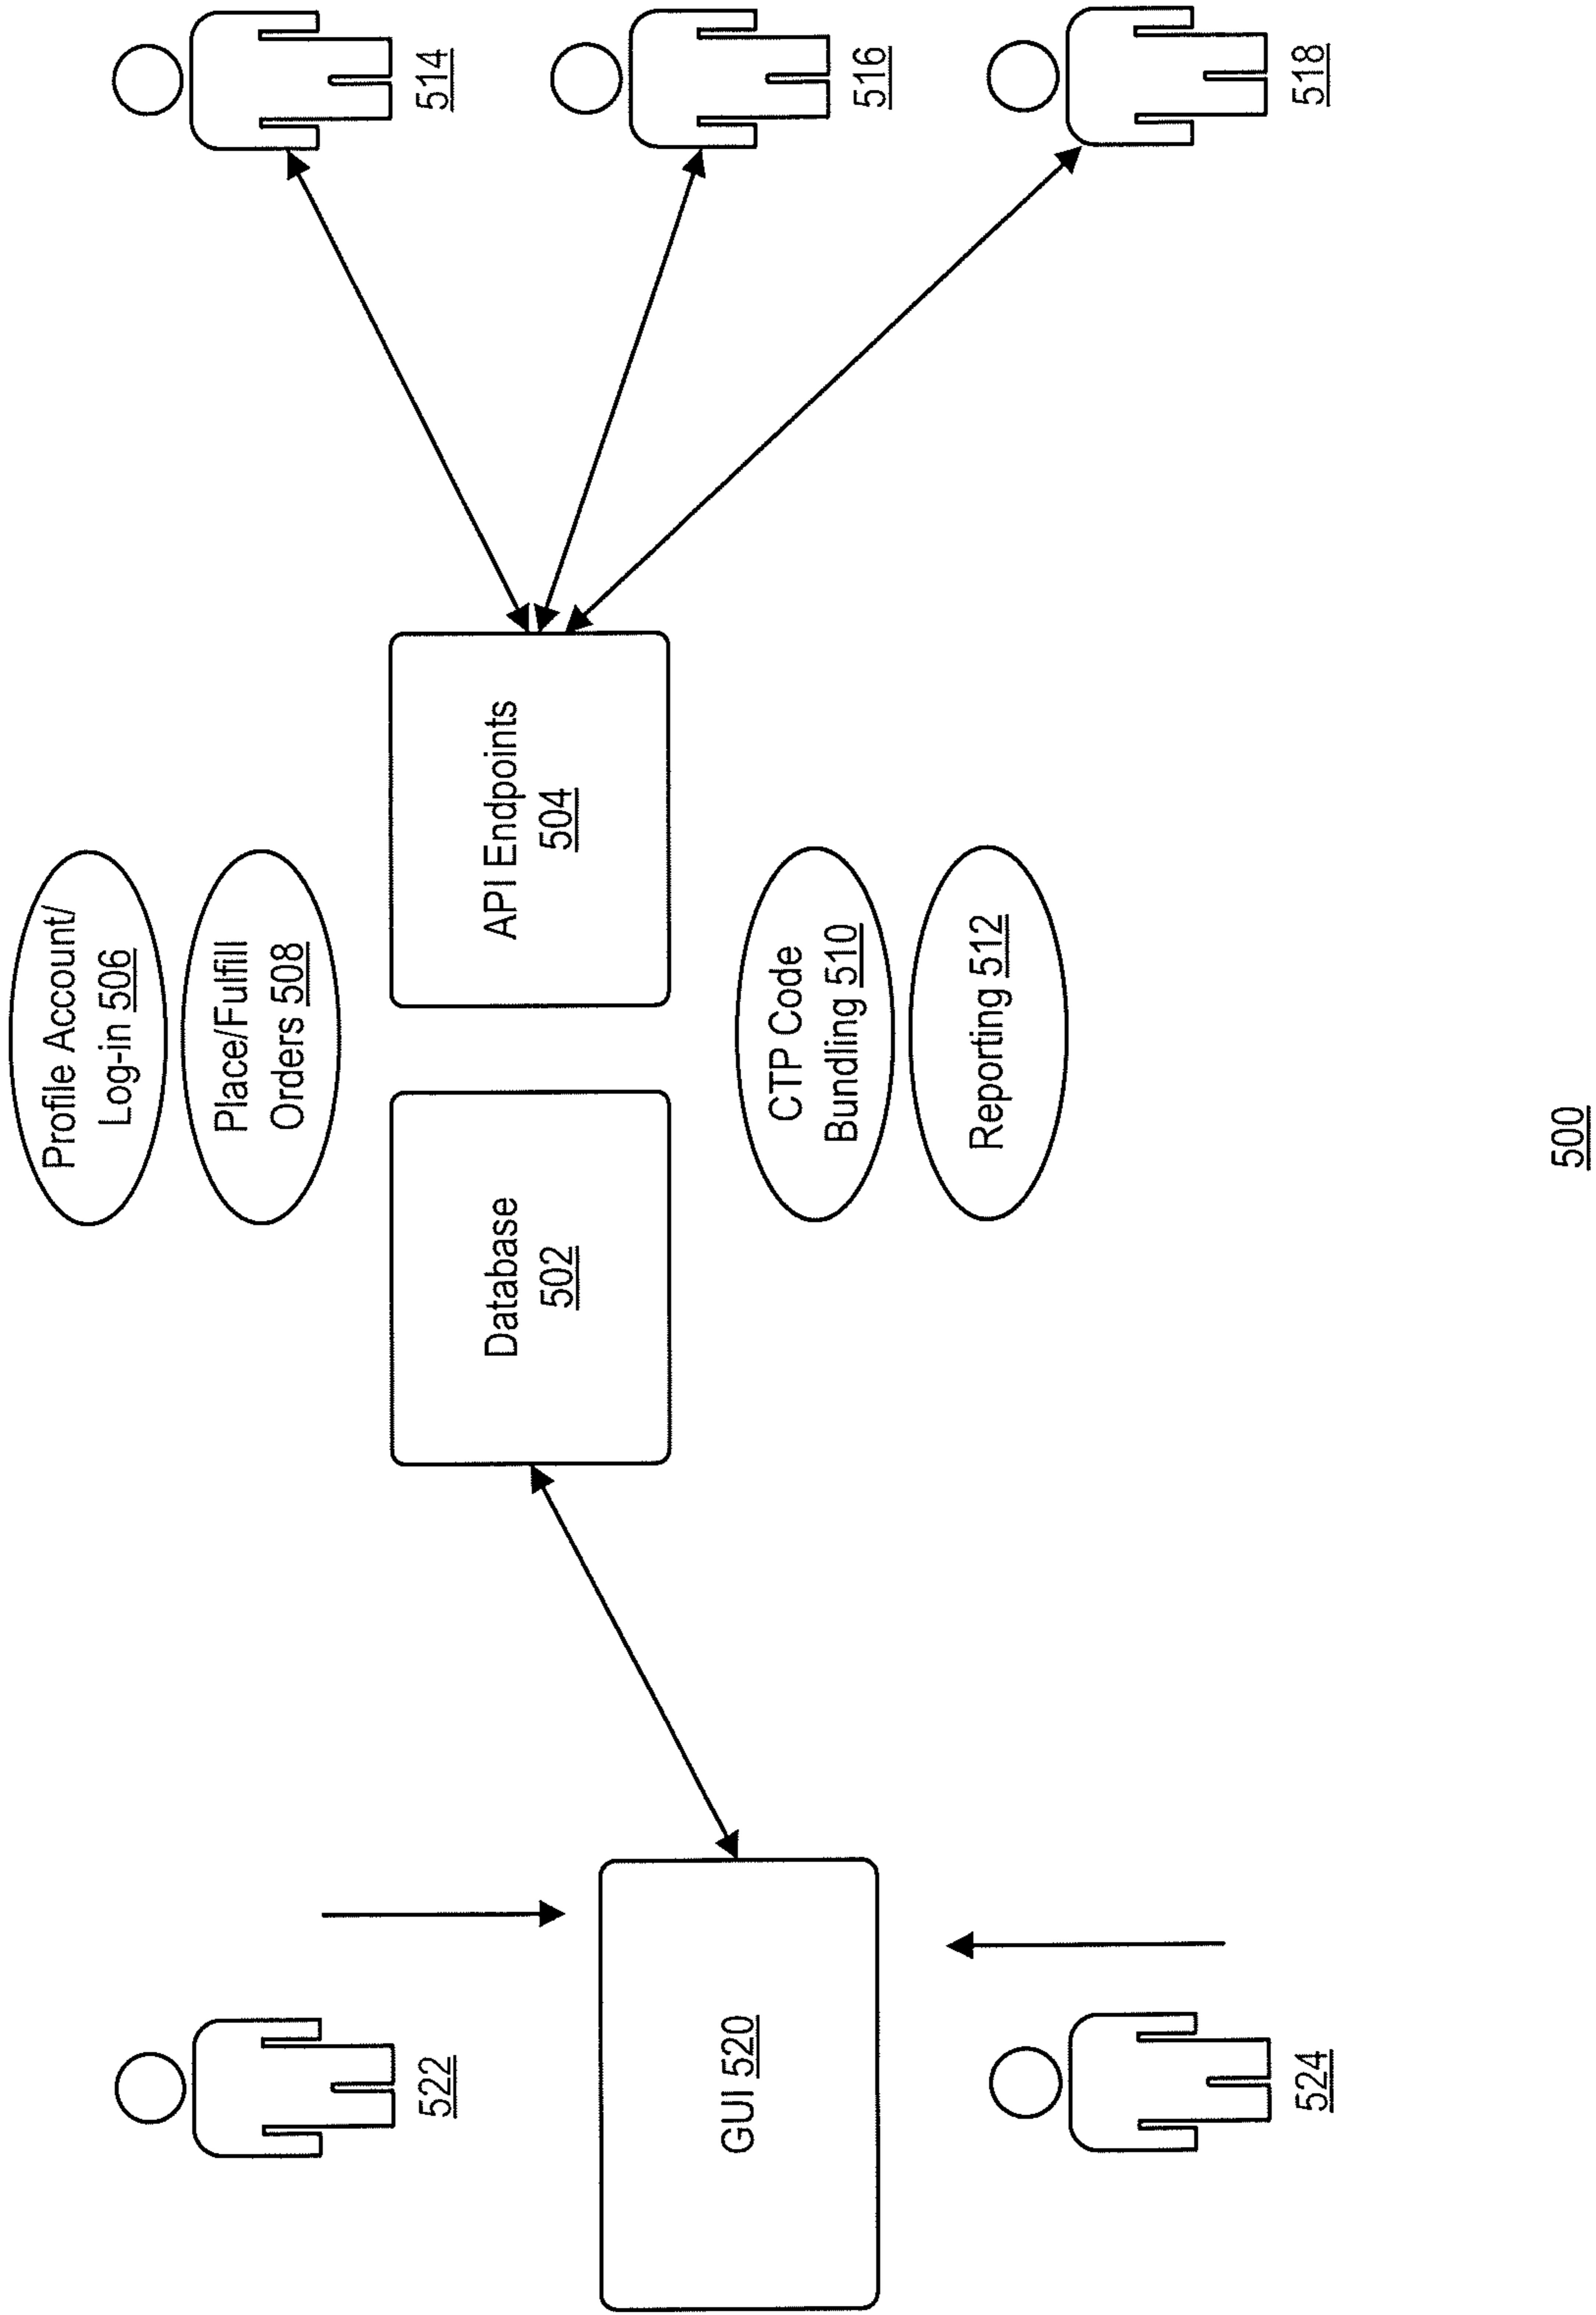 Profile Account/
Log-in 506
Place/Fulfill
Orders 508
522
514
Database
502
API Endpoints
504
GUI 520
516
CTP Code
Bundling 510
Reporting 512
524
518
500